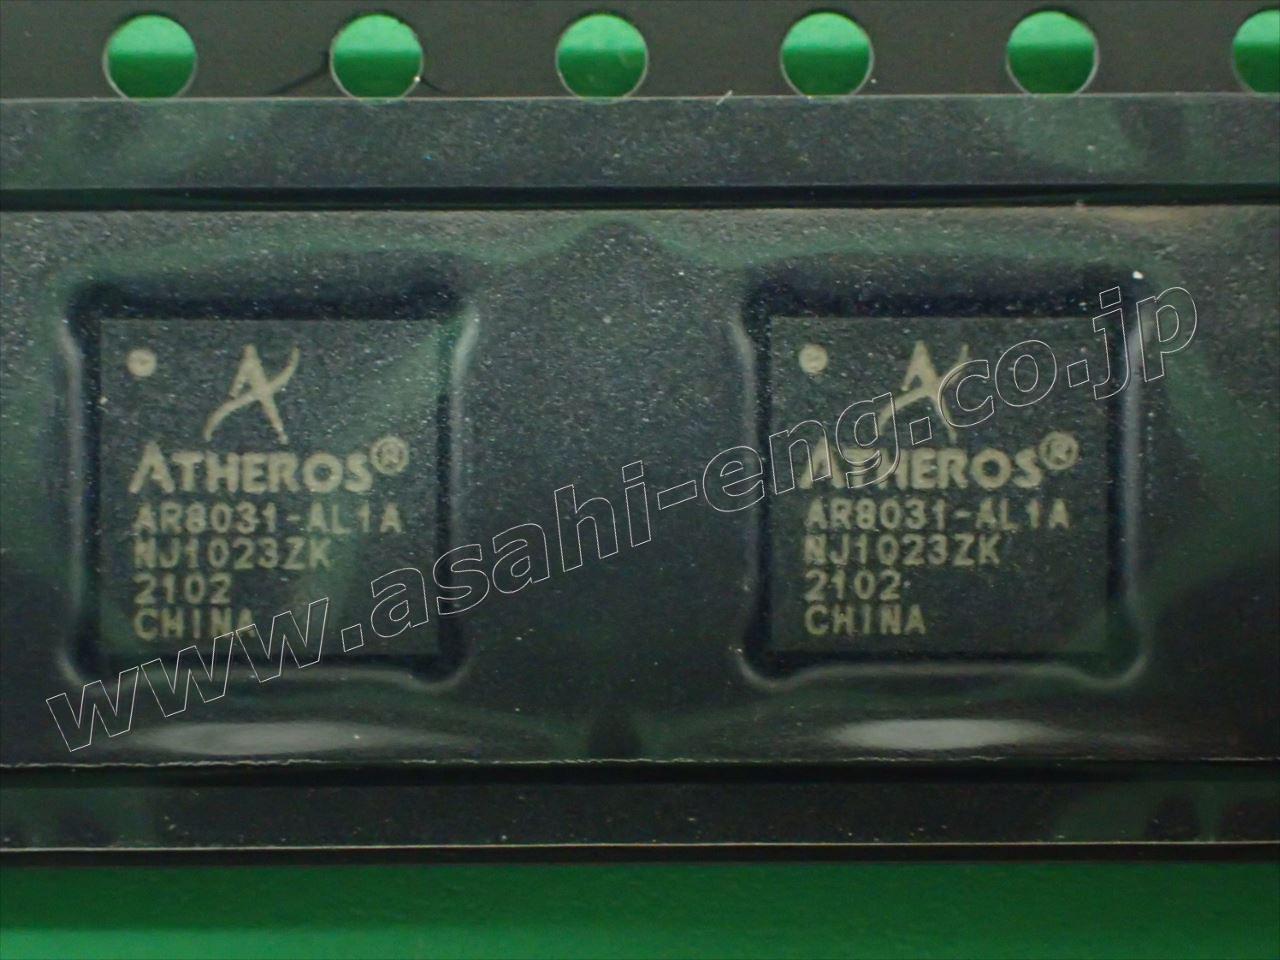 ATHEROS®
AR8031-AL1A
NJ1023ZK
2102
CHINA
ATHEROS®
AR8031-AL1A
NJ1023ZK
2102
CHINA
www.asahi-eng.co.jp